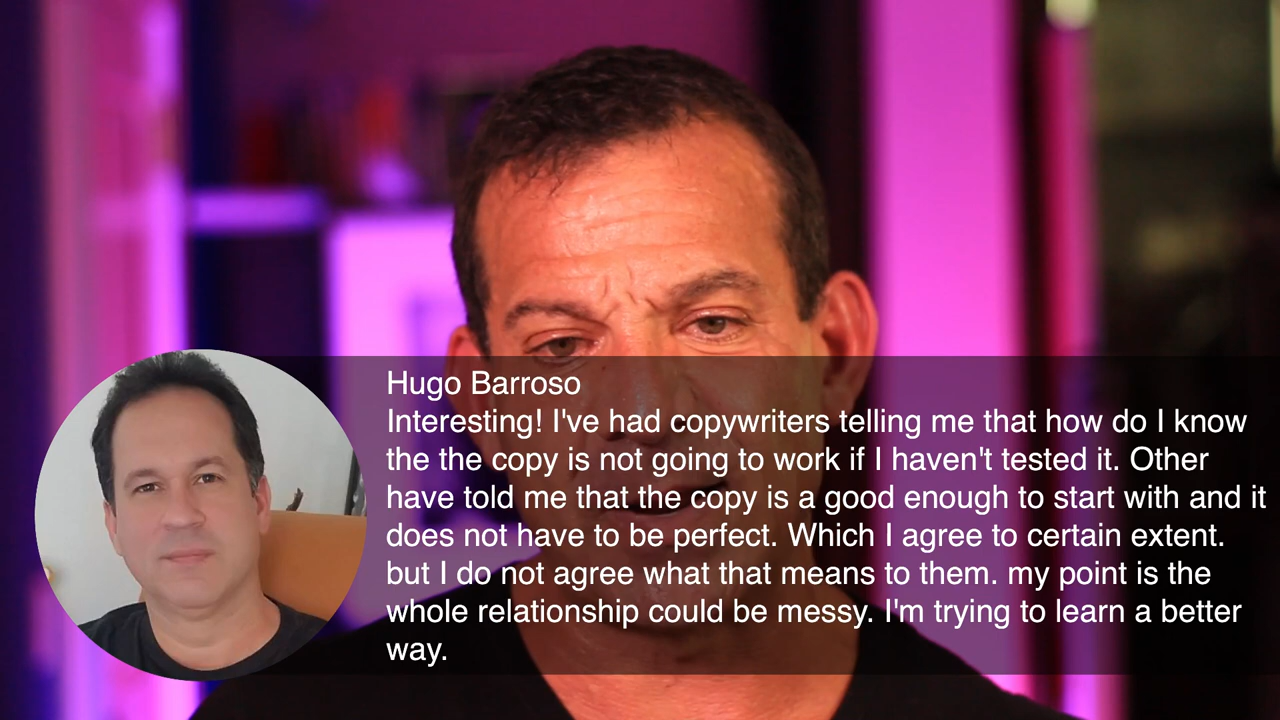 Hugo Barroso
Interesting! I've had copywriters telling me that how do I know
the the copy is not going to work if I haven't tested it. Other
have told me that the copy is a good enough to start with and it
does not have to be perfect. Which I agree to certain extent.
but I do not agree what that means to them. my point is the
whole relationship could be messy. I'm trying to learn a better
way.